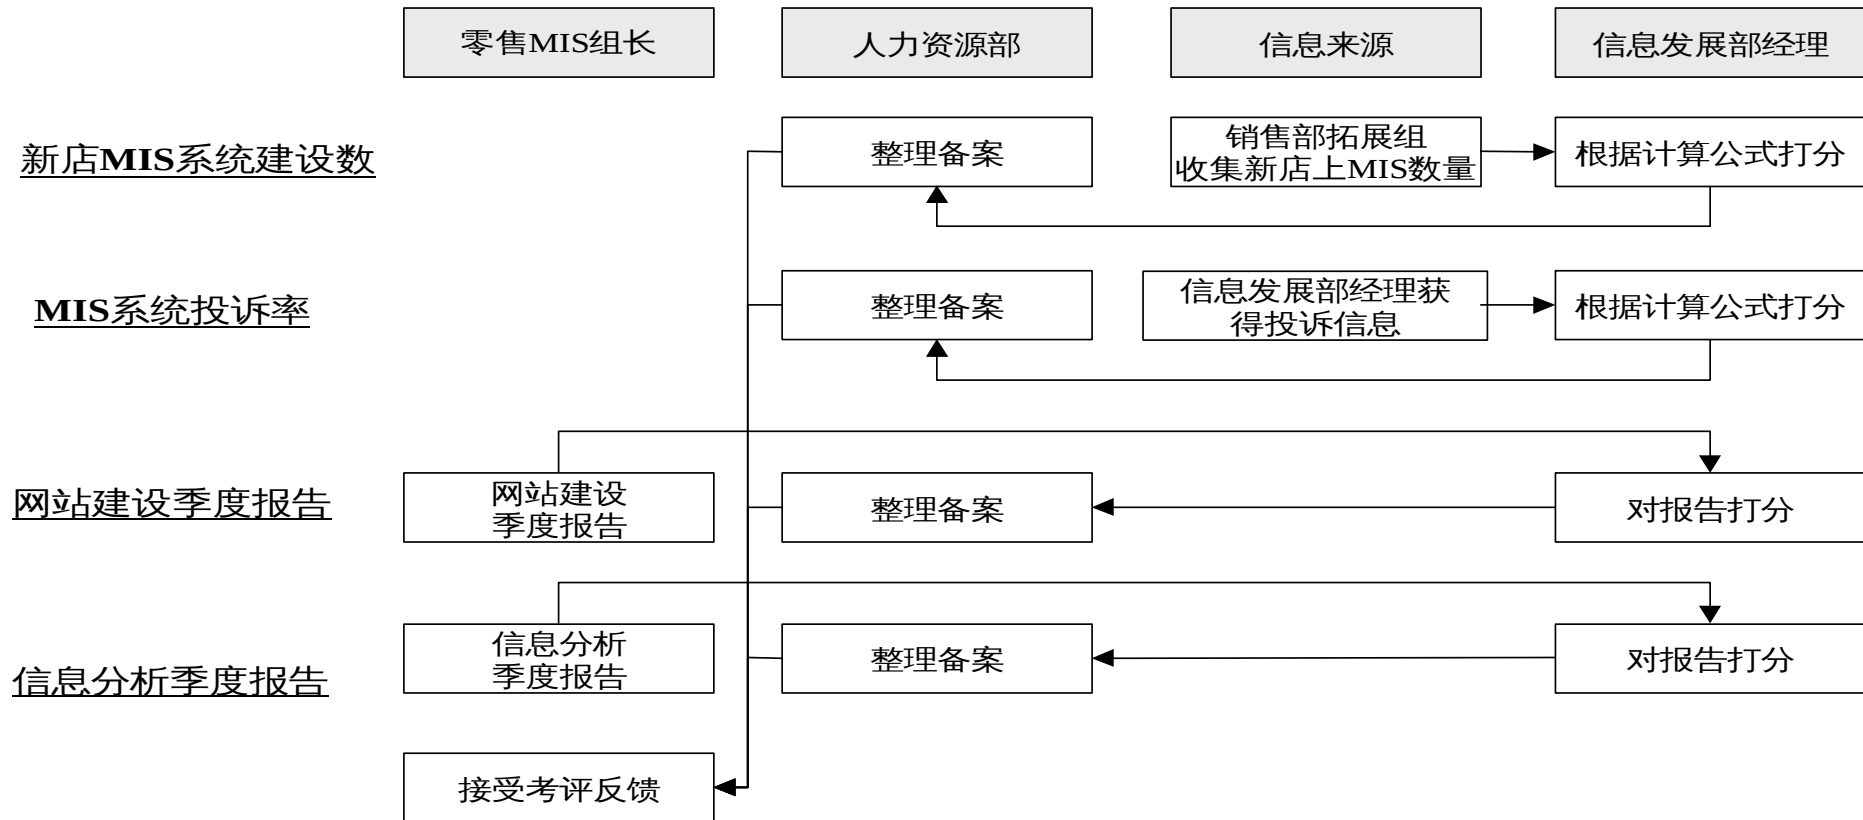 零售MIS组长
人力资源部
信息来源
信息发展部经理
新店MIS系统建设数
整理备案
销售部拓展组
收集新店上MIS数量
根据计算公式打分
MIS系统投诉率
整理备案
信息发展部经理获
得投诉信息
根据计算公式打分
网站建设季度报告
网站建设
季度报告
整理备案
对报告打分
信息分析季度报告
信息分析
季度报告
整理备案
对报告打分
接受考评反馈